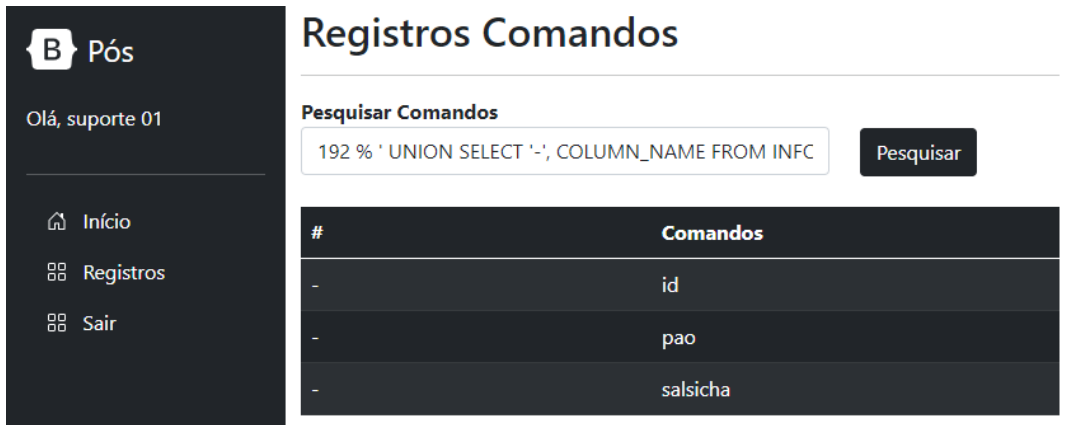 B Pós
Olá, suporte 01
Início
Registros
Sair
Registros Comandos
Pesquisar Comandos
192 % ' UNION SELECT '-', COLUMN_NAME FROM INFC
Pesquisar
# Comandos
- id
- pao
- salsicha